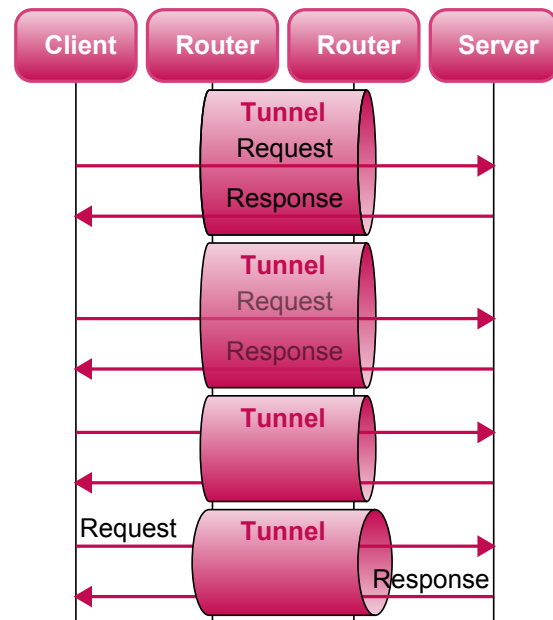 Client Router Router Server
Tunnel
Request
Response
Tunnel
Request
Response
Tunnel
Request Tunnel
Response